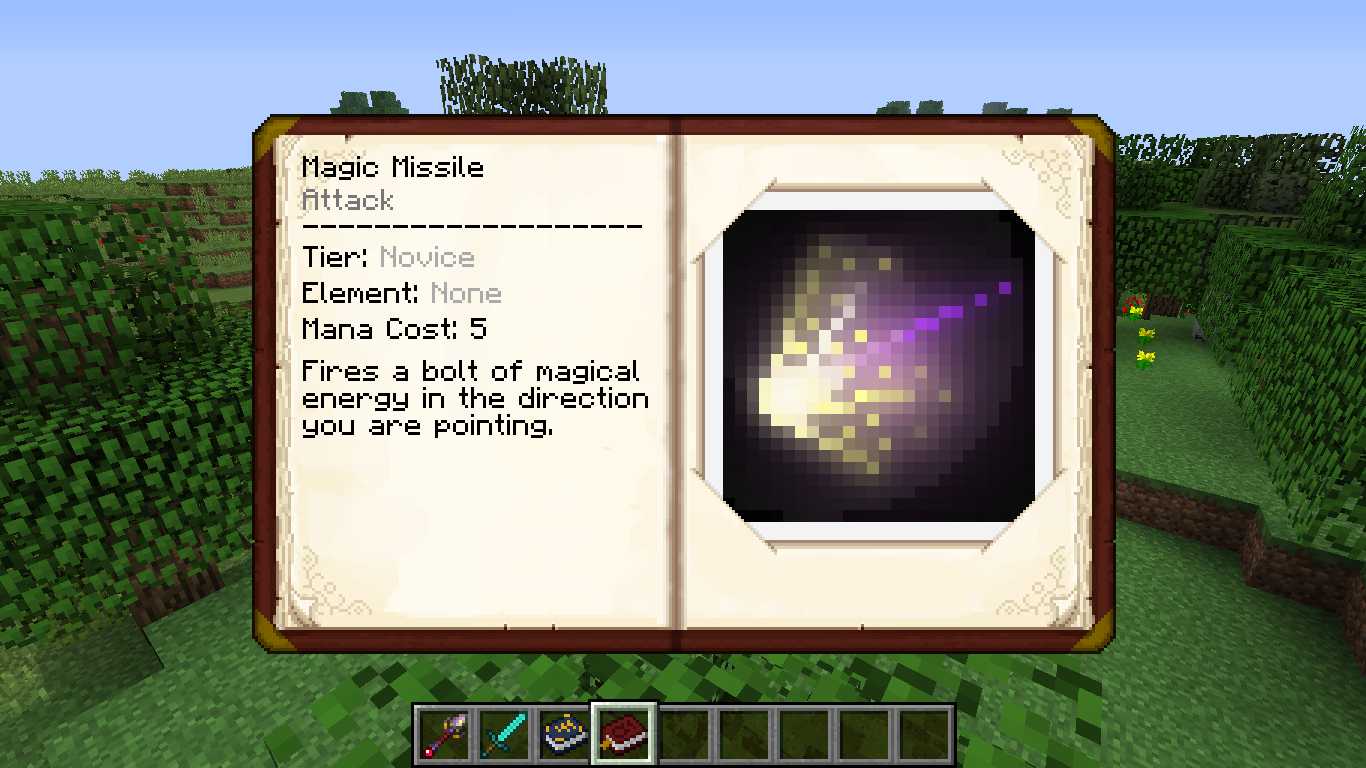 Magic Missile
Attack
-------------------
Tier: Novice
Element: None
Mana Cost: 5
Fires a bolt of magical
energy in the direction
you are pointing.